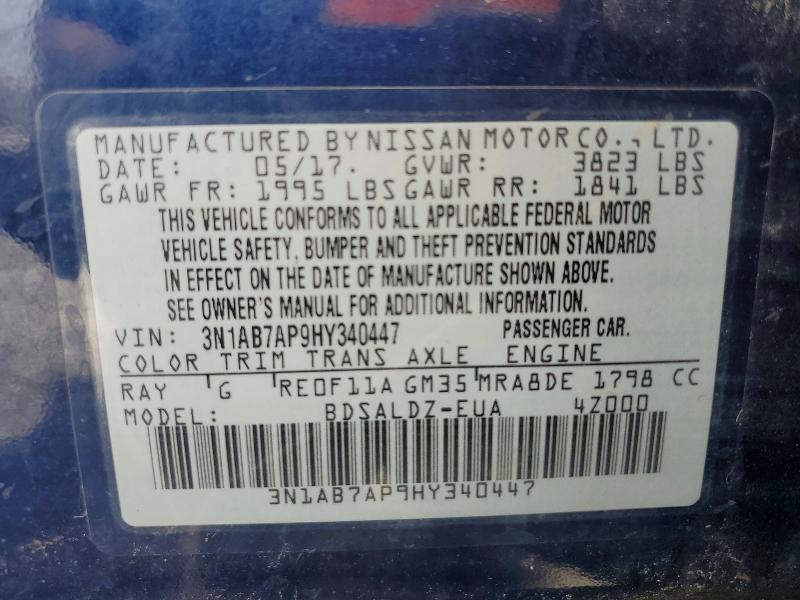 MANUFACTURED BY NISSAN MOTOR CO., LTD.
DATE: 05/17. GVWR: 3823 LBS
GAWR FR: 1995 LBS GAWR RR: 1841 LBS
THIS VEHICLE CONFORMS TO ALL APPLICABLE FEDERAL MOTOR
VEHICLE SAFETY, BUMPER AND THEFT PREVENTION STANDARDS
IN EFFECT ON THE DATE OF MANUFACTURE SHOWN ABOVE.
SEE OWNER'S MANUAL FOR ADDITIONAL INFORMATION.
VIN: 3N1AB7AP9HY340447 PASSENGER CAR.
COLOR TRIM TRANS AXLE ENGINE
RAY G RE0F11A GM35 MRA8DE 1798 CC
MODEL: BDSALDZ-EUA 4Z000
3N1AB7AP9HY340447